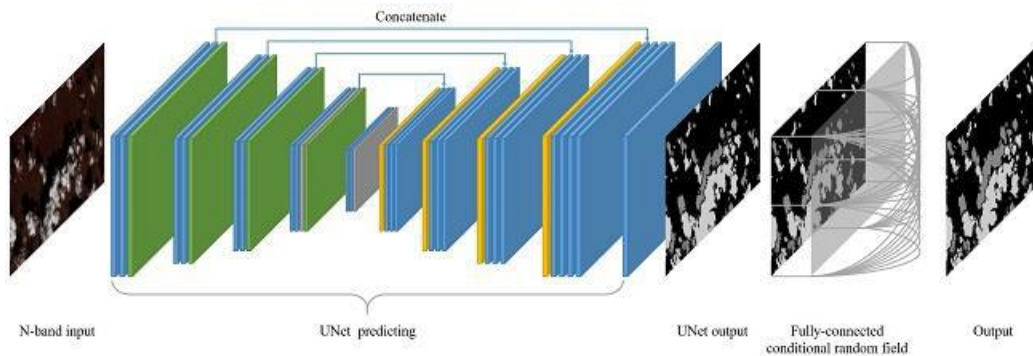 Concatenate
N-band input
UNet predicting
UNet output
Fully-connected
conditional random field
Output